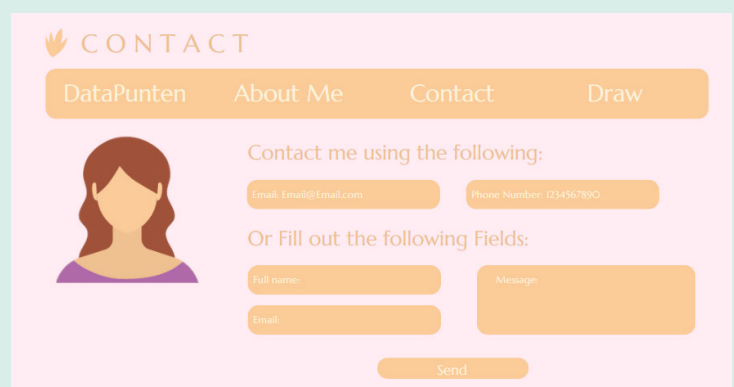 CONTACT
DataPunten About Me Contact Draw
Contact me using the following:
Email: Email@Email.com Phone Number: 1234567890
Or Fill out the following Fields:
Full name: Message:
Email:
Send